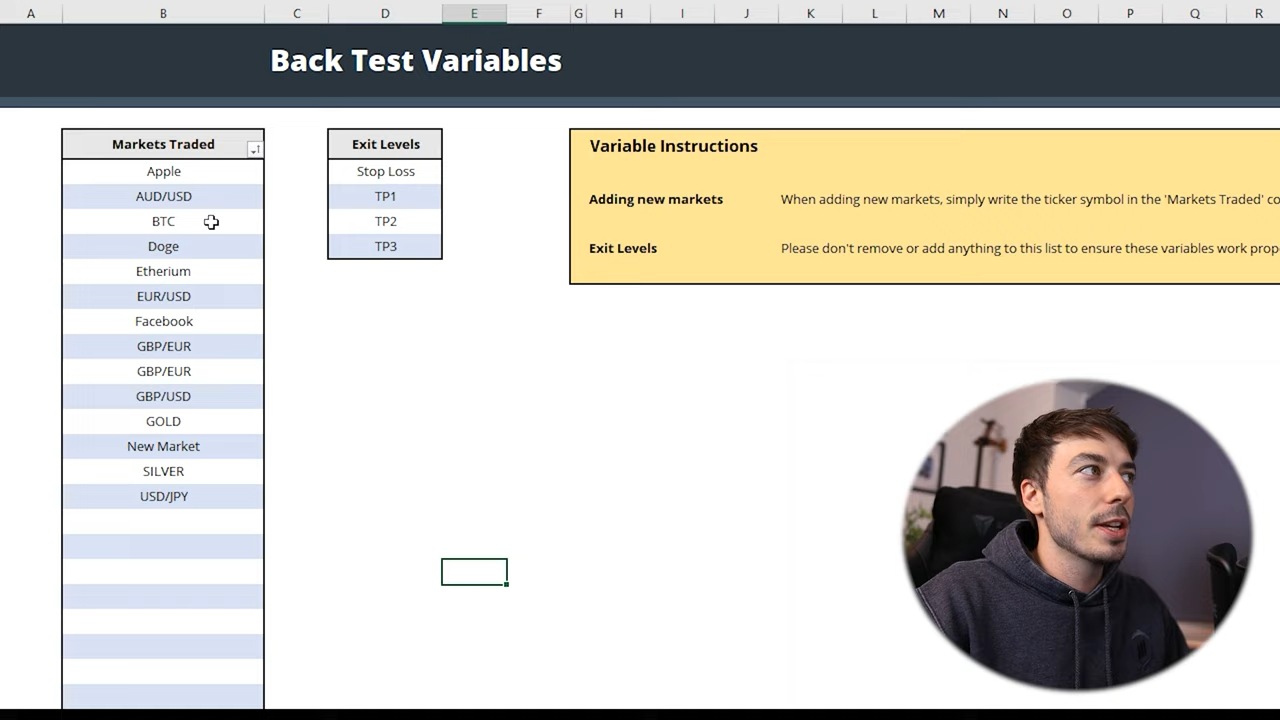 A B C D E F G H I J K L M N O P Q R
Back Test Variables
Markets Traded
Apple
AUD/USD
BTC
Doge
Etherium
EUR/USD
Facebook
GBP/EUR
GBP/EUR
GBP/USD
GOLD
New Market
SILVER
USD/JPY
Exit Levels
Stop Loss
TP1
TP2
TP3
Variable Instructions
Adding new markets When adding new markets, simply write the ticker symbol in the 'Markets Traded' co
Exit Levels Please don't remove or add anything to this list to ensure these variables work prop